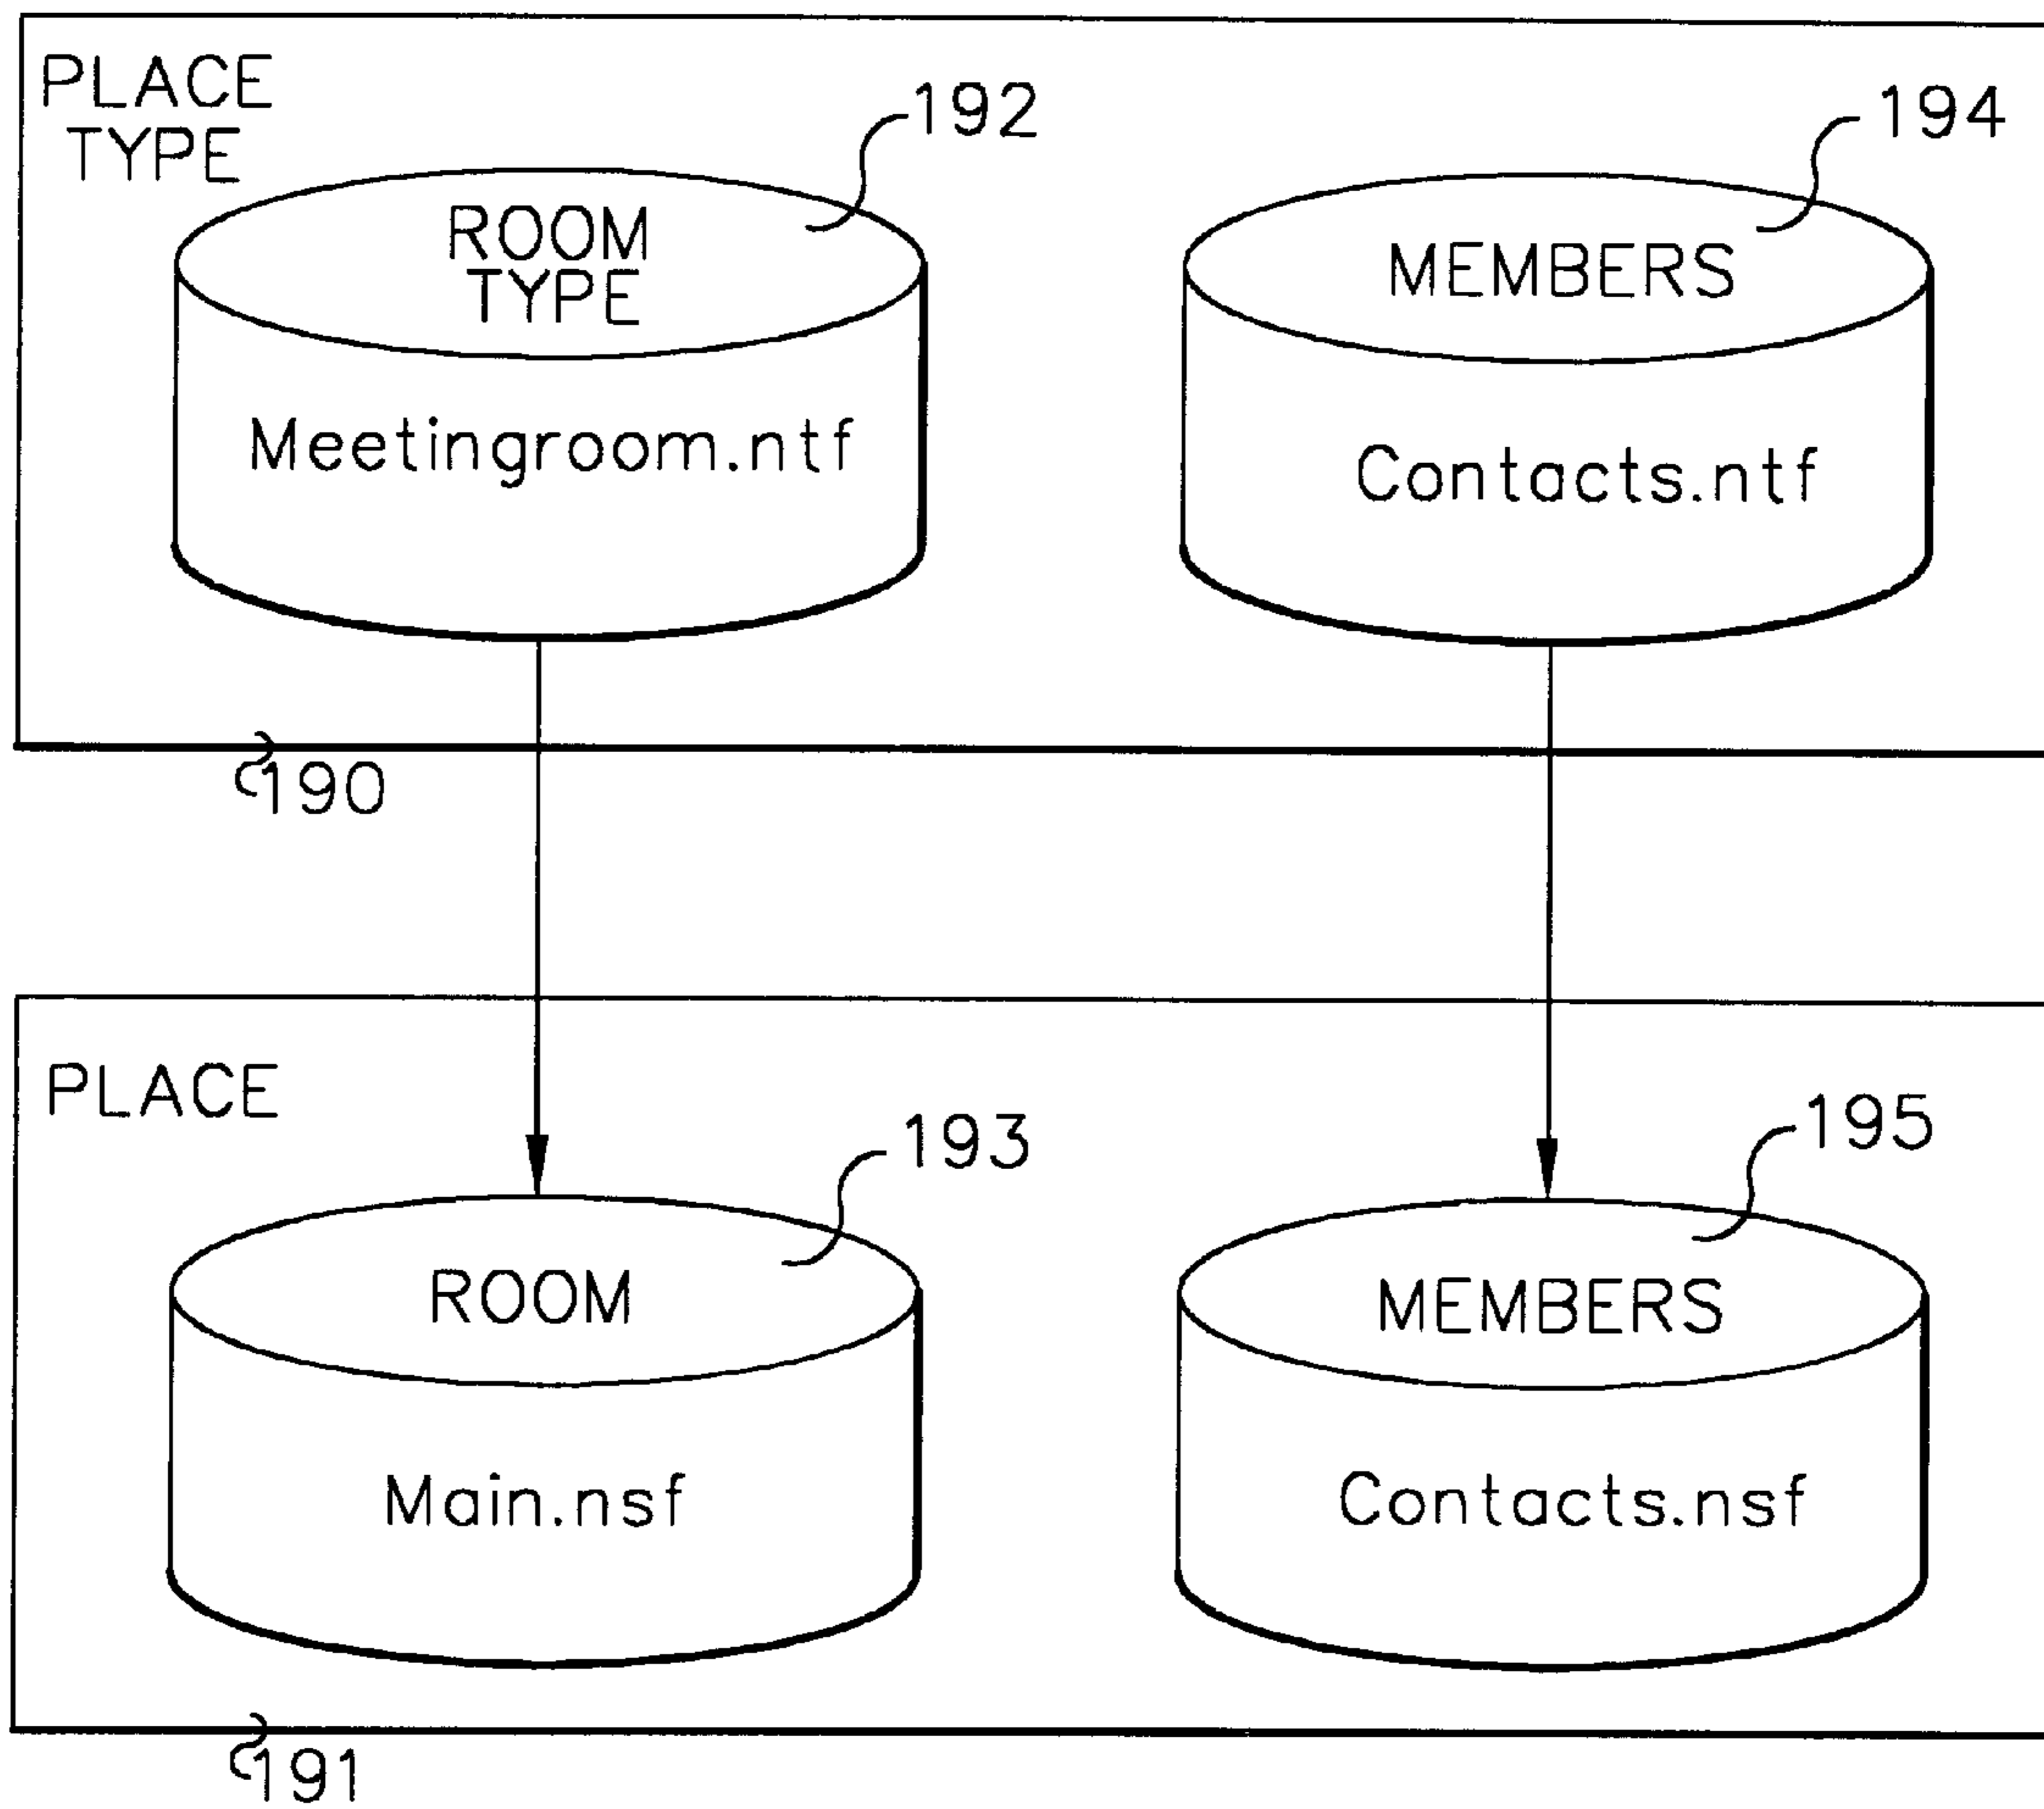 PLACE
TYPE
192
194
ROOM
TYPE
MEMBERS
Meetingroom.ntf
Contacts.ntf
190
PLACE
193
195
ROOM
MEMBERS
Main.nsf
Contacts.nsf
191